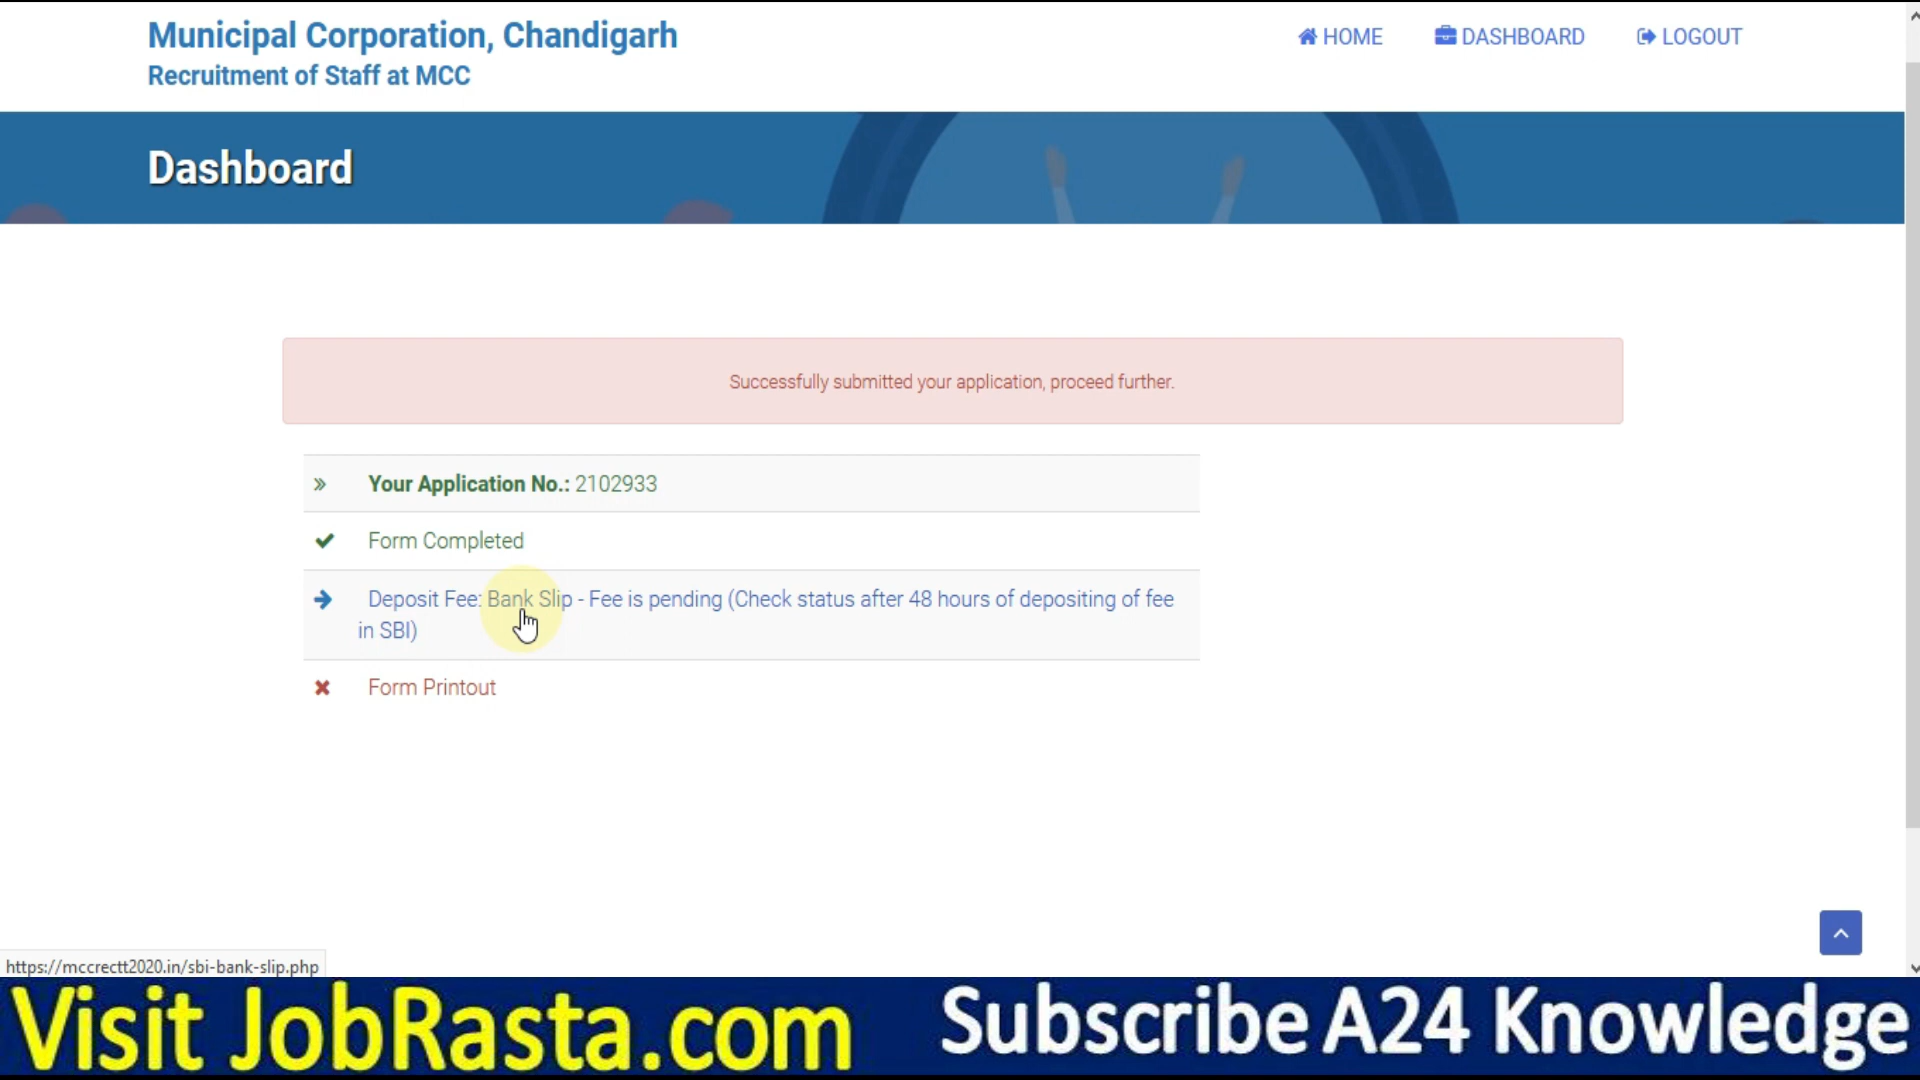 Municipal Corporation, Chandigarh
Recruitment of Staff at MCC
HOME DASHBOARD LOGOUT
Dashboard
Successfully submitted your application, proceed further.
Your Application No.: 2102933
Form Completed
Deposit Fee: Bank Slip - Fee is pending (Check status after 48 hours of depositing of fee
in SBI)
Form Printout
https://mccrectt2020.in/sbi-bank-slip.php
Visit JobRasta.com Subscribe A24 Knowledge